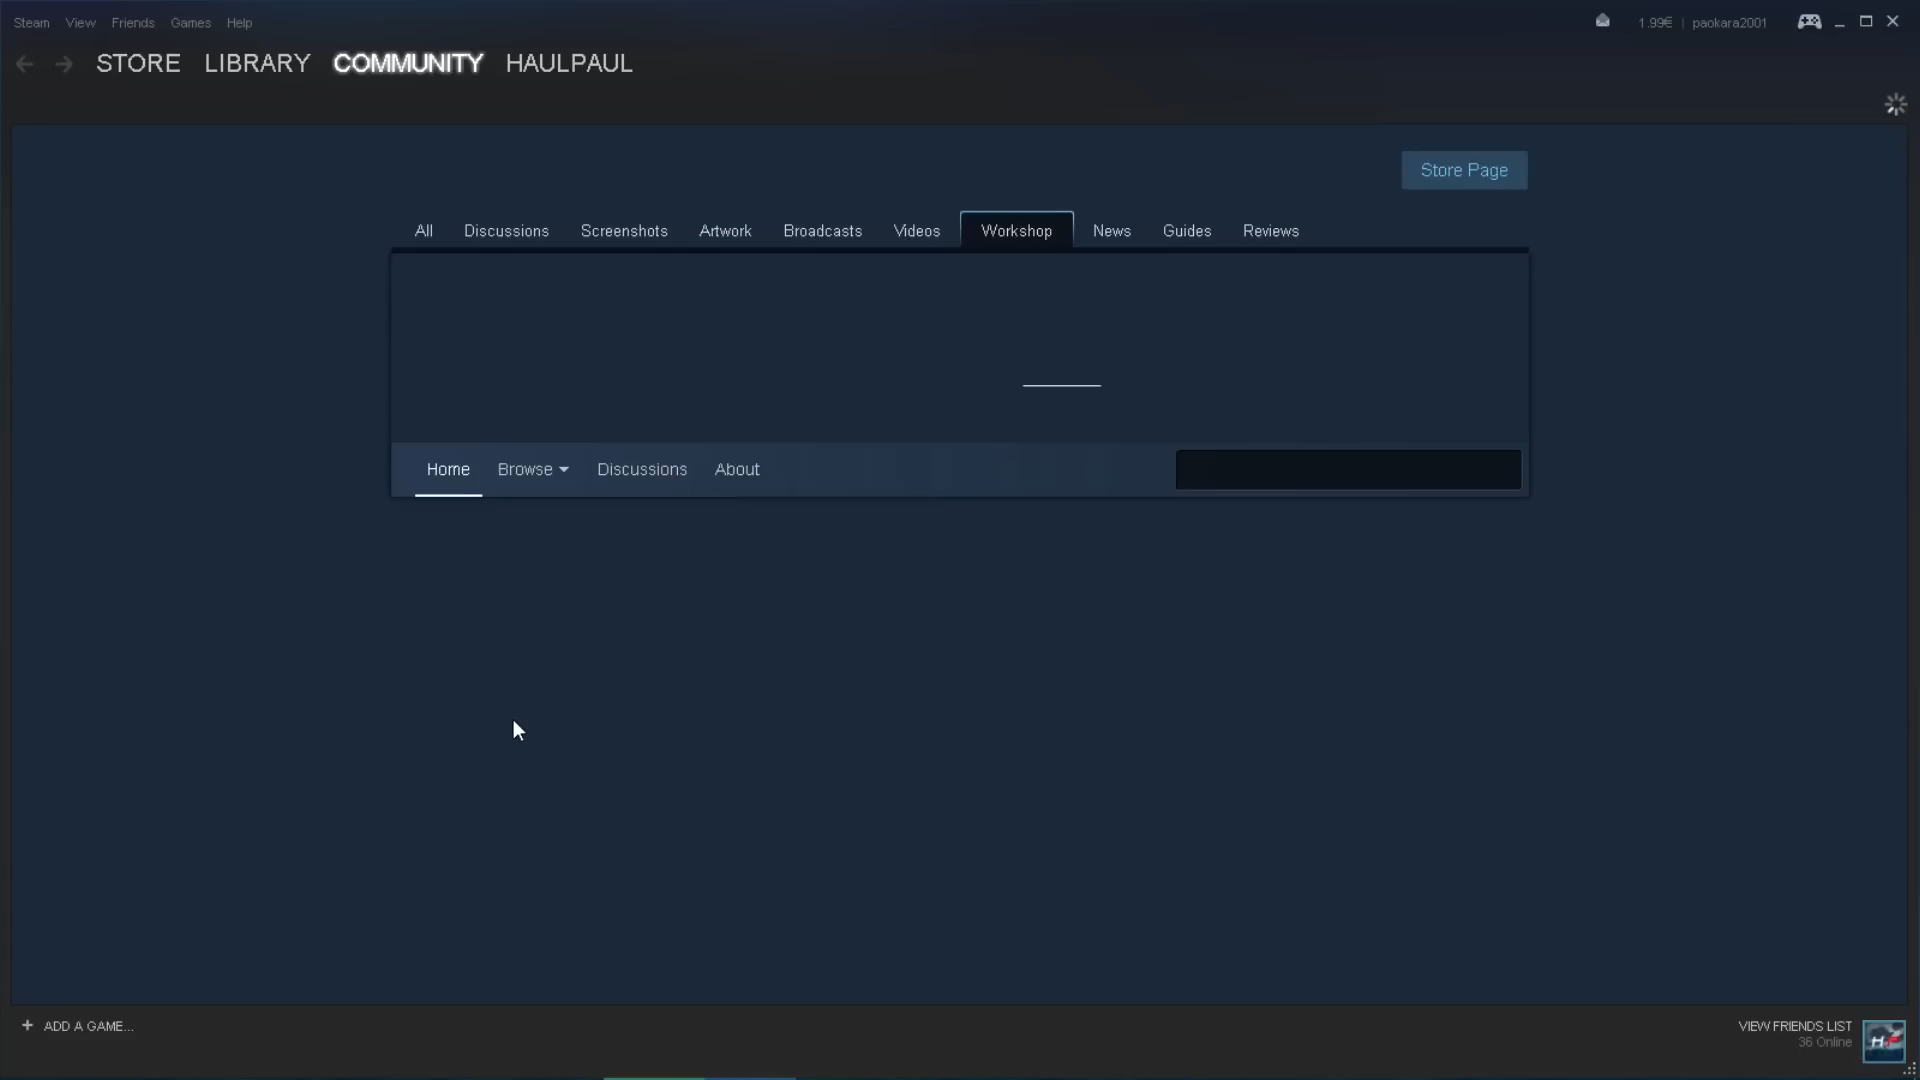 Steam View Friends Games Help
1.99€ | paokara2001
STORE LIBRARY COMMUNITY HAULPAUL
Store Page
All Discussions Screenshots Artwork Broadcasts Videos Workshop News Guides Reviews
Home Browse Discussions About
+ ADD A GAME...
VIEW FRIENDS LIST
36 Online